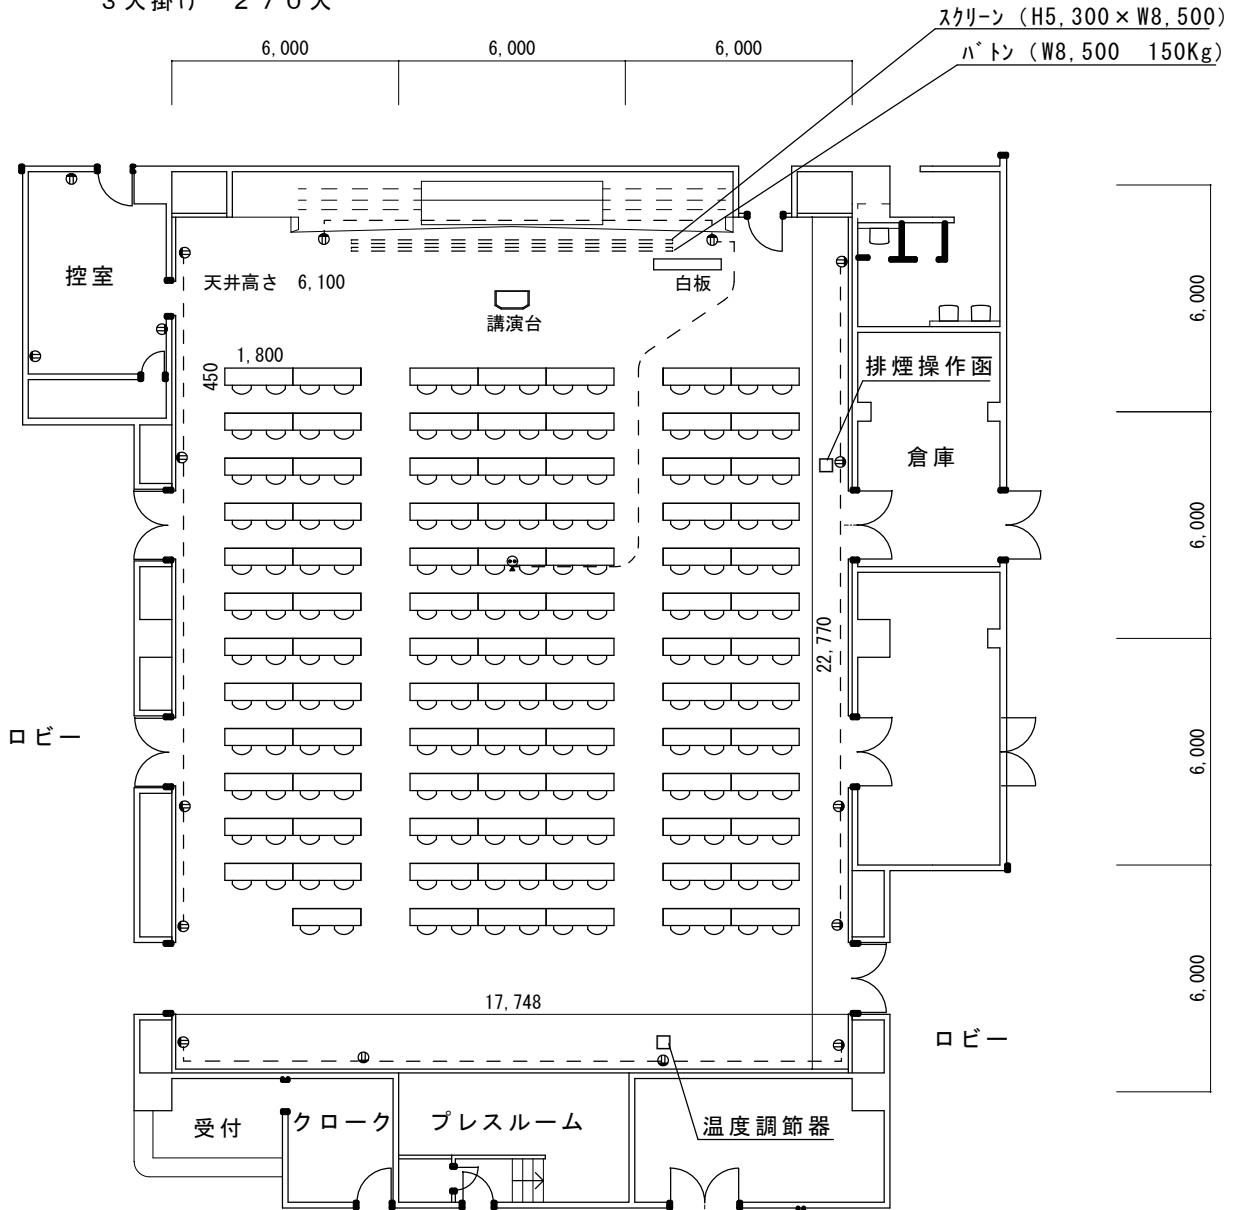 3人掛け 270人
スクリーン (H5,300×W8,500)
バトン (W8,500 150Kg)
6,000
6,000
6,000
控室
天井高さ 6,100
白板
講演台
6,000
1,800
450
排煙操作函
倉庫
6,000
22,770
ロビー
6,000
17,748
6,000
ロビー
受付
クローク
プレスルーム
温度調節器